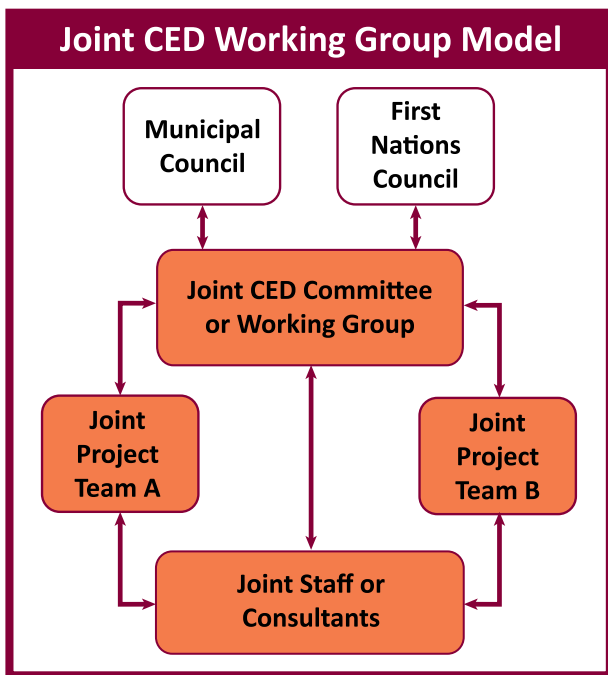 Joint CED Working Group Model
Municipal
Council
First
Nations
Council
Joint CED Committee
or Working Group
Joint
Project
Team A
Joint
Project
Team B
Joint Staff or
Consultants